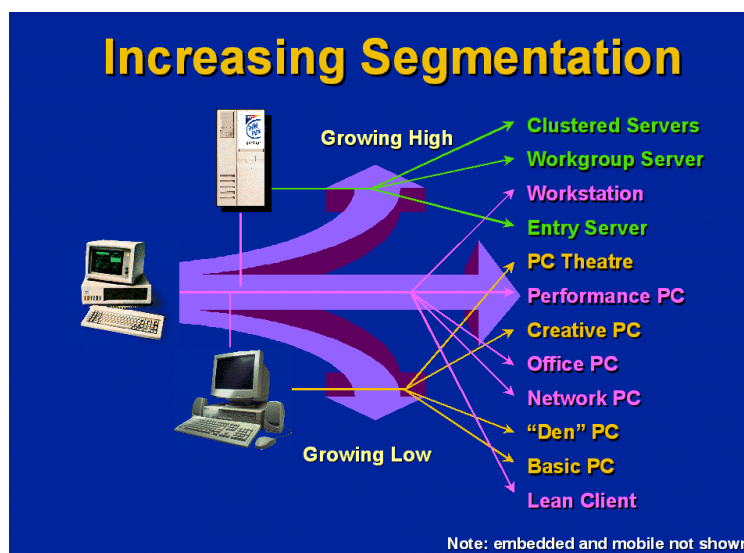 Increasing Segmentation
Growing High
Clustered Servers
Workgroup Server
Workstation
Entry Server
PC Theatre
Performance PC
Creative PC
Office PC
Network PC
“Den” PC
Basic PC
Lean Client
Growing Low
Note: embedded and mobile not shown